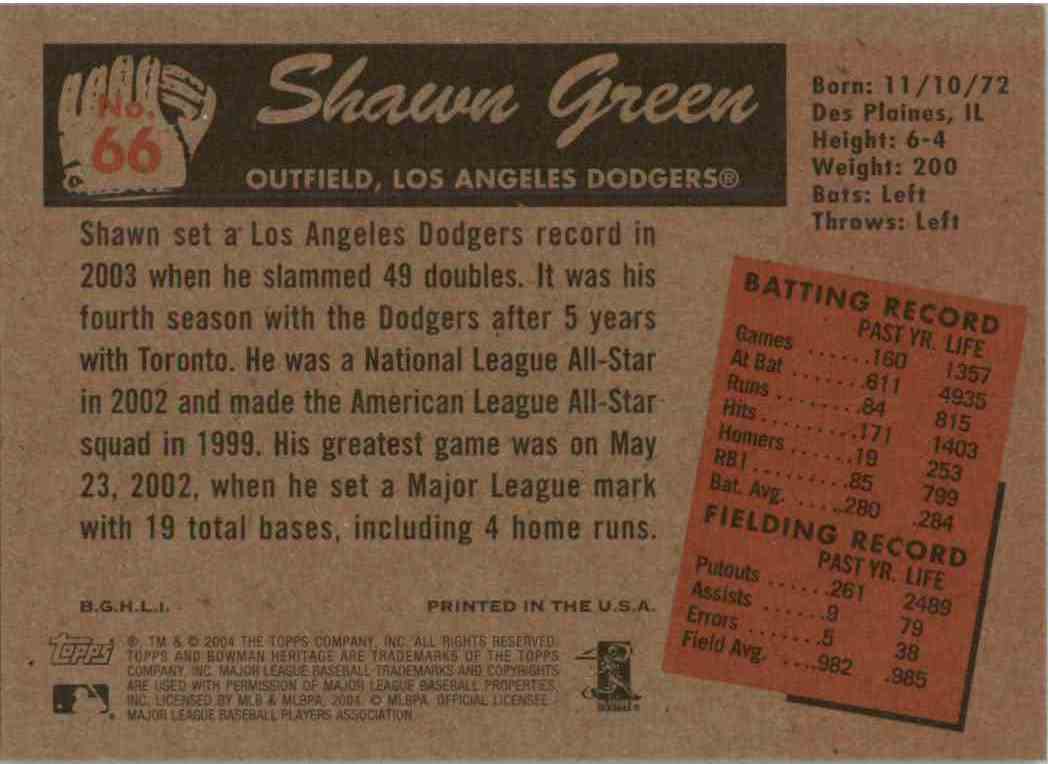 No.
66
Shawn Green
OUTFIELD, LOS ANGELES DODGERS®
Born: 11/10/72
Des Plaines, IL
Height: 6-4
Weight: 200
Bats: Left
Throws: Left
Shawn set a Los Angeles Dodgers record in
2003 when he slammed 49 doubles. It was his
fourth season with the Dodgers after 5 years
with Toronto. He was a National League All-Star
in 2002 and made the American League All-Star
squad in 1999. His greatest game was on May
23, 2002, when he set a Major League mark
with 19 total bases, including 4 home runs.
BATTING RECORD
PAST YR. LIFE
Games ......160 1357
At Bat .......611 4935
Runs ........84 815
Hits.........171 1403
Homers .......19 253
RBI .........85 799
Bat. Avg. .....280 .284
FIELDING RECORD
PAST YR. LIFE
Putouts ......261 2489
Assists ......9 79
Errors .......5 38
Field Avg. ....982 .985
B.G.H.L.I. PRINTED IN THE U.S.A.
Topps
®, TM & © 2004 THE TOPPS COMPANY, INC. ALL RIGHTS RESERVED.
TOPPS AND BOWMAN HERITAGE ARE TRADEMARKS OF THE TOPPS
COMPANY, INC. MAJOR LEAGUE BASEBALL TRADEMARKS AND COPYRIGHTS
ARE USED WITH PERMISSION OF MAJOR LEAGUE BASEBALL PROPERTIES,
INC. LICENSED BY MLB & MLBPA, 2004. © MLBPA. OFFICIAL LICENSEE -
MAJOR LEAGUE BASEBALL PLAYERS ASSOCIATION.